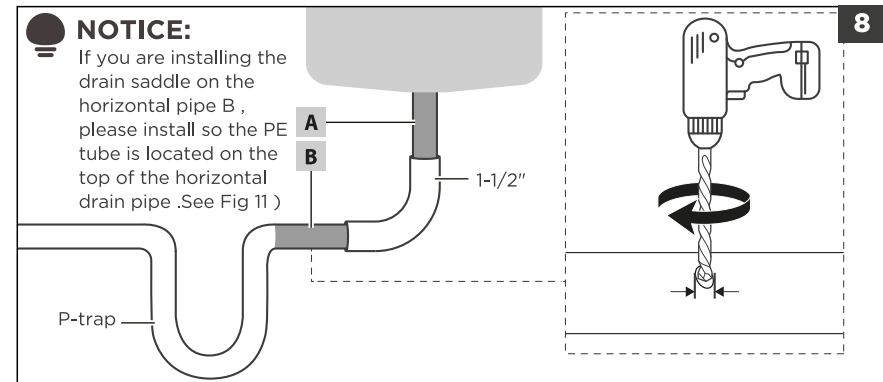 NOTICE:
If you are installing the
drain saddle on the
horizontal pipe B ,
please install so the PE
tube is located on the
top of the horizontal
drain pipe .See Fig 11 )
A
B
1-1/2"
P-trap
8